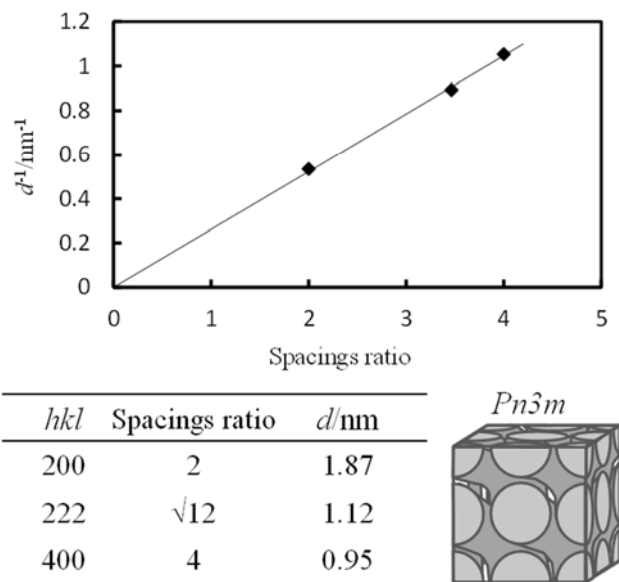 1.2
1
0.8
0.6
0.4
0.2
0
d⁻¹/nm⁻¹
0 1 2 3 4 5
Spacings ratio
hkl Spacings ratio d/nm
200 2 1.87
222 √12 1.12
400 4 0.95
Pn3m